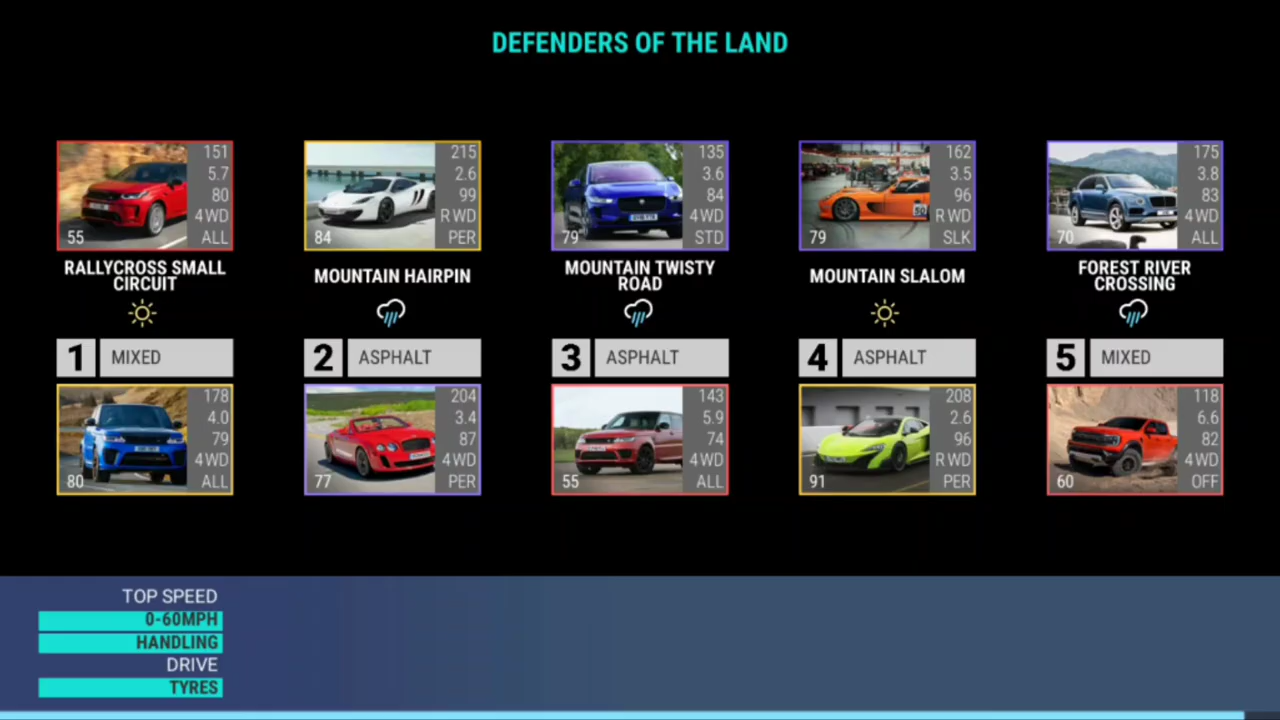 DEFENDERS OF THE LAND
151
5.7
80
4WD
55 ALL
215
2.6
99
RWD
84 PER
135
3.6
84
4WD
79 STD
162
3.5
96
RWD
79 SLK
175
3.8
83
4WD
70 ALL
RALLYCROSS SMALL
CIRCUIT
MOUNTAIN HAIRPIN
MOUNTAIN TWISTY
ROAD
MOUNTAIN SLALOM
FOREST RIVER
CROSSING
1 MIXED
2 ASPHALT
3 ASPHALT
4 ASPHALT
5 MIXED
178
4.0
79
4WD
80 ALL
204
3.4
87
4WD
77 PER
143
5.9
74
4WD
55 ALL
208
2.6
96
RWD
91 PER
118
6.6
82
4WD
60 OFF
TOP SPEED
0-60MPH
HANDLING
DRIVE
TYRES